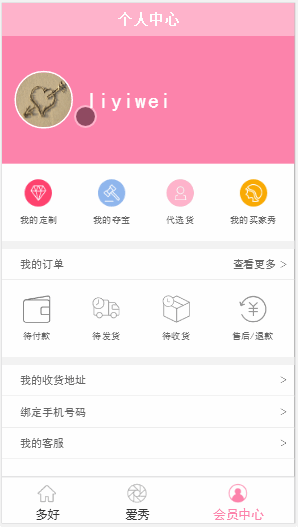 个人中心
liyiwei
我的定制 我的夺宝 代选货 我的买家秀
我的订单 查看更多 >
待付款 待发货 待收货 售后/退款
我的收货地址 >
绑定手机号码 >
我的客服 >
多好 爱秀 会员中心